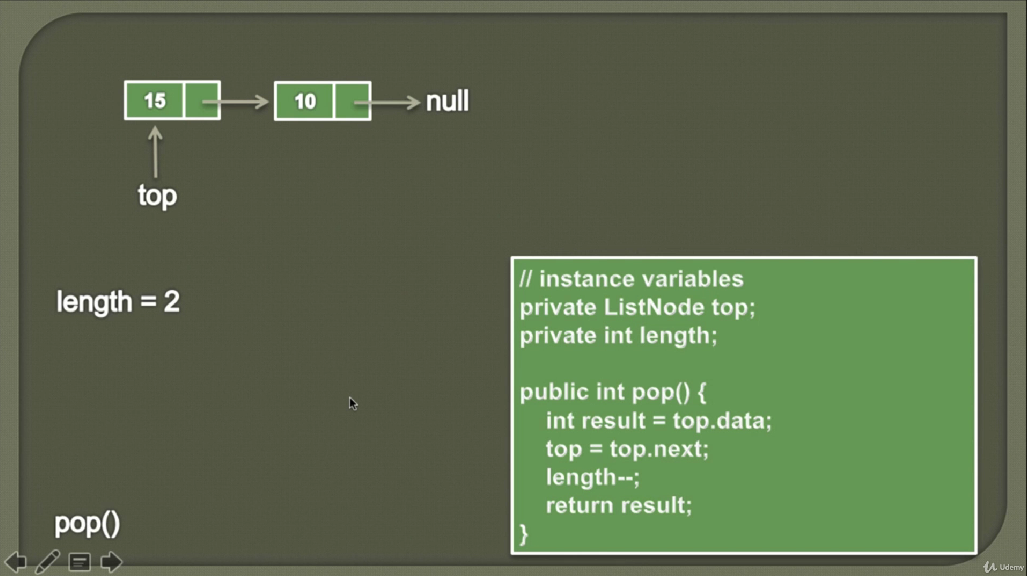 15
10
null
top
length = 2
// instance variables
private ListNode top;
private int length;
public int pop() {
int result = top.data;
top = top.next;
length--;
return result;
}
pop()
Udemy